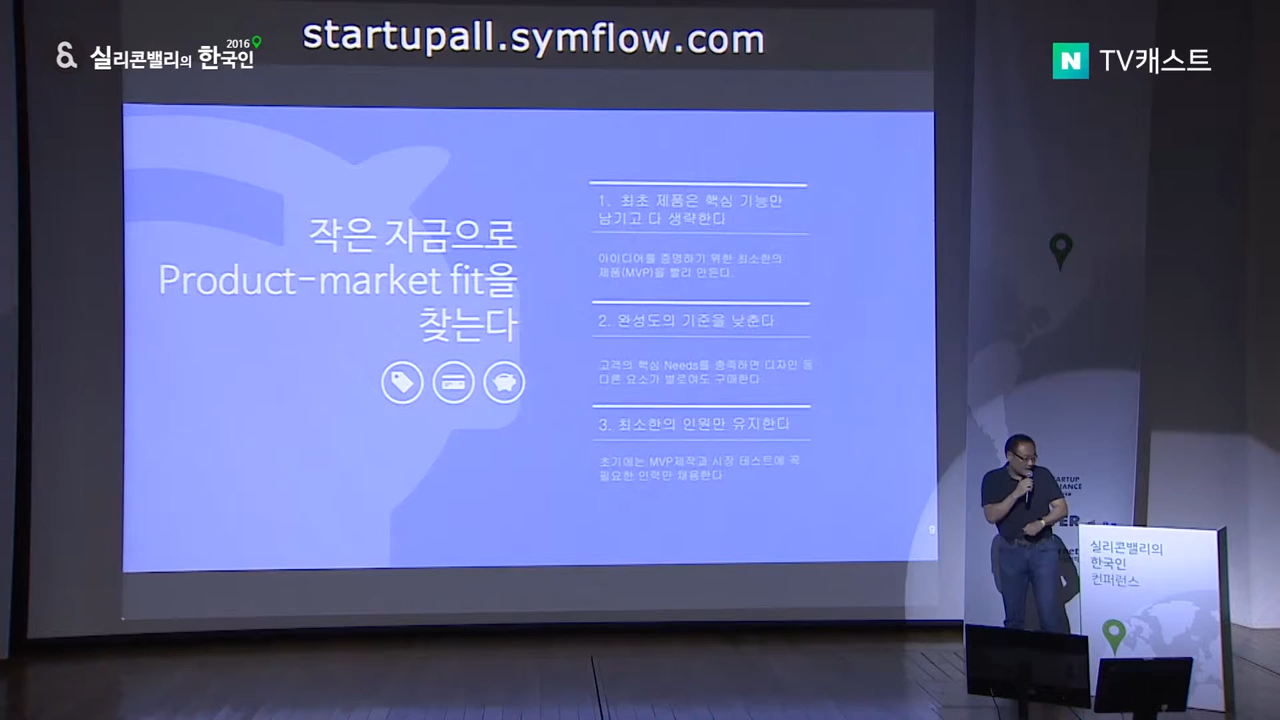 startupall.symflow.com
& 실리콘밸리의 한국인
2016
N TV캐스트
작은 자금으로
Product-market fit을
찾는다
1. 최초 제품은 핵심 기능만
남기고 다 생략한다
아이디어를 증명하기 위한 최소한의
제품(MVP)을 빨리 만든다.
2. 완성도의 기준을 낮춘다
고객의 핵심 Needs를 충족하면 디자인 등
다른 요소가 별로여도 구매한다
3. 최소한의 인원만 유지한다
초기에는 MVP제작과 시장 테스트에 꼭
필요한 인력만 채용한다
9
실리콘밸리의
한국인
컨퍼런스